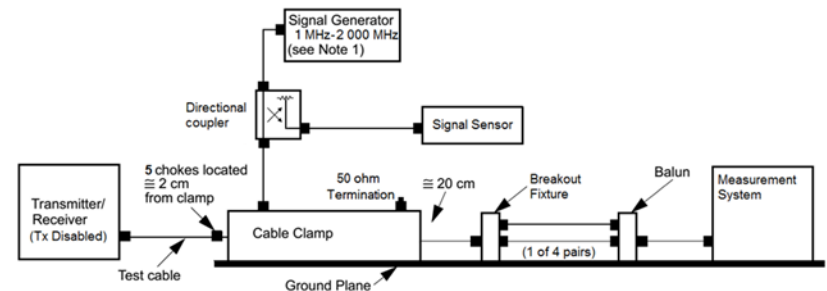 Signal Generator
1 MHz-2 000 MHz
(see Note 1)
Directional
coupler
Signal Sensor
5 chokes located
≅ 2 cm
from clamp
50 ohm
Termination
≅ 20 cm
Breakout
Fixture
Balun
Measurement
System
Transmitter/
Receiver
(Tx Disabled)
Cable Clamp
(1 of 4 pairs)
Test cable
Ground Plane